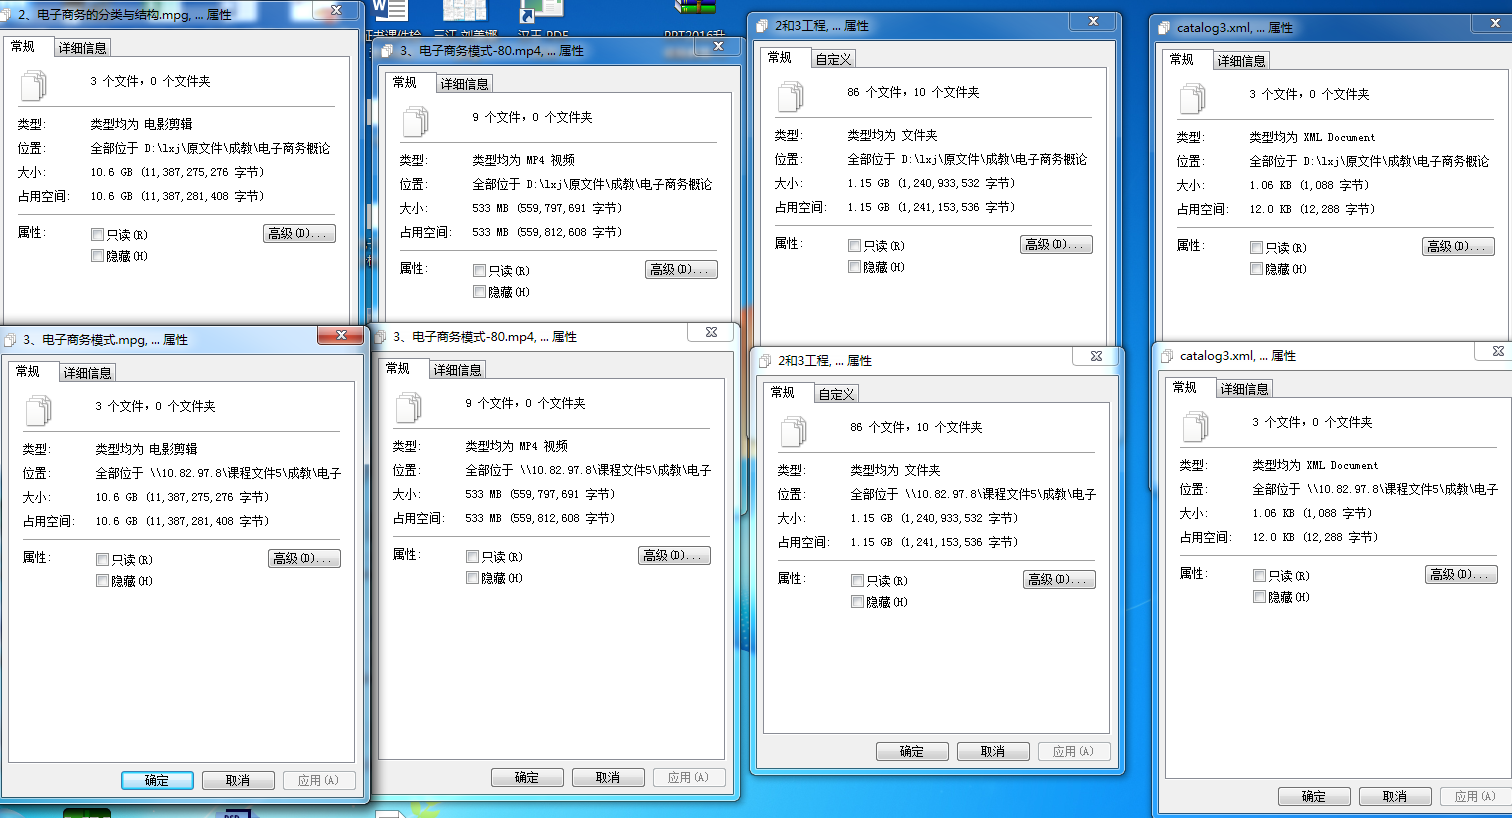 2、电子商务的分类与结构.mpg, ... 属性
常规
详细信息
3 个文件，0 个文件夹
类型:
类型均为 电影剪辑
位置:
全部位于 D:\lxj\原文件\成教\电子商务概论
大小:
10.6 GB (11,387,275,276 字节)
占用空间:
10.6 GB (11,387,281,408 字节)
属性:
只读(R)
高级(D)...
隐藏(H)
3、电子商务模式-80.mp4, ... 属性
常规
详细信息
9 个文件，0 个文件夹
类型:
类型均为 MP4 视频
位置:
全部位于 D:\lxj\原文件\成教\电子商务概论
大小:
533 MB (559,797,691 字节)
占用空间:
533 MB (559,812,608 字节)
属性:
只读(R)
高级(D)...
隐藏(H)
2和3工程, ... 属性
常规
自定义
86 个文件，10 个文件夹
类型:
类型均为 文件夹
位置:
全部位于 D:\lxj\原文件\成教\电子商务概论
大小:
1.15 GB (1,240,933,532 字节)
占用空间:
1.15 GB (1,241,153,536 字节)
属性:
只读(R)
高级(D)...
隐藏(H)
catalog3.xml, ... 属性
常规
详细信息
3 个文件，0 个文件夹
类型:
类型均为 XML Document
位置:
全部位于 D:\lxj\原文件\成教\电子商务概论
大小:
1.06 KB (1,088 字节)
占用空间:
12.0 KB (12,288 字节)
属性:
只读(R)
高级(D)...
隐藏(H)
3、电子商务模式.mpg, ... 属性
常规
详细信息
3 个文件，0 个文件夹
类型:
类型均为 电影剪辑
位置:
全部位于 \\10.82.97.8\课程文件5\成教\电子
大小:
10.6 GB (11,387,275,276 字节)
占用空间:
10.6 GB (11,387,281,408 字节)
属性:
只读(R)
高级(D)...
隐藏(H)
确定
取消
应用(A)
3、电子商务模式-80.mp4, ... 属性
常规
详细信息
9 个文件，0 个文件夹
类型:
类型均为 MP4 视频
位置:
全部位于 \\10.82.97.8\课程文件5\成教\电子
大小:
533 MB (559,797,691 字节)
占用空间:
533 MB (559,812,608 字节)
属性:
只读(R)
高级(D)...
隐藏(H)
确定
取消
应用(A)
2和3工程, ... 属性
常规
自定义
86 个文件，10 个文件夹
类型:
类型均为 文件夹
位置:
全部位于 \\10.82.97.8\课程文件5\成教\电子
大小:
1.15 GB (1,240,933,532 字节)
占用空间:
1.15 GB (1,241,153,536 字节)
属性:
只读(R)
高级(D)...
隐藏(H)
确定
取消
应用(A)
catalog3.xml, ... 属性
常规
详细信息
3 个文件，0 个文件夹
类型:
类型均为 XML Document
位置:
全部位于 \\10.82.97.8\课程文件5\成教\电子
大小:
1.06 KB (1,088 字节)
占用空间:
12.0 KB (12,288 字节)
属性:
只读(R)
高级(D)...
隐藏(H)
确定
取消
应用(A)